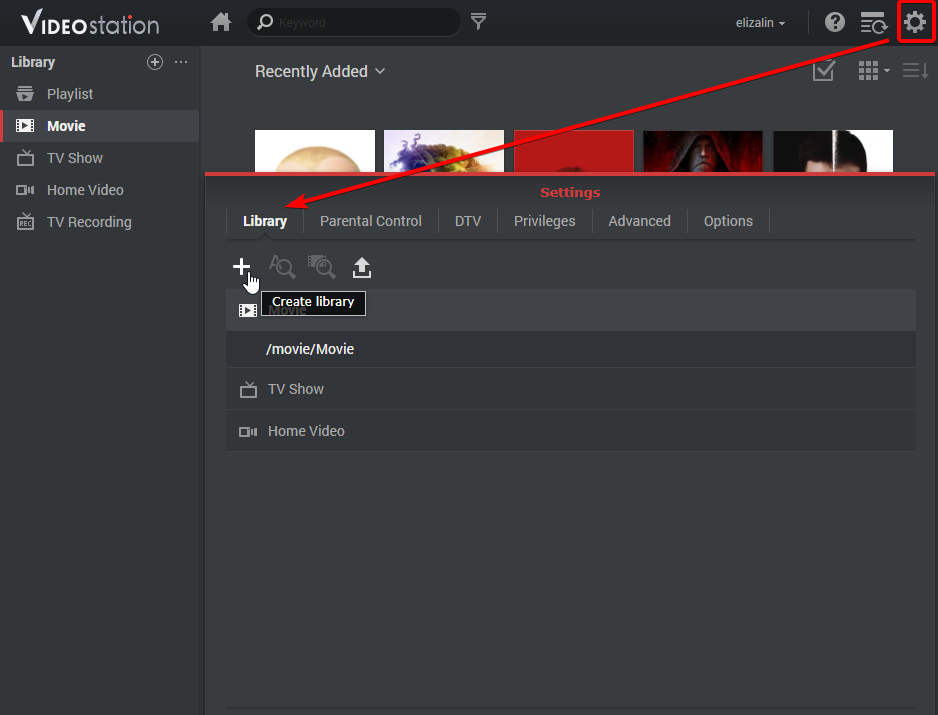 VIDEOstation
Keyword
elizalin
Library
Playlist
Movie
TV Show
Home Video
REC
TV Recording
Recently Added
Settings
Library Parental Control DTV Privileges Advanced Options
Create library
Movie
/movie/Movie
TV Show
Home Video